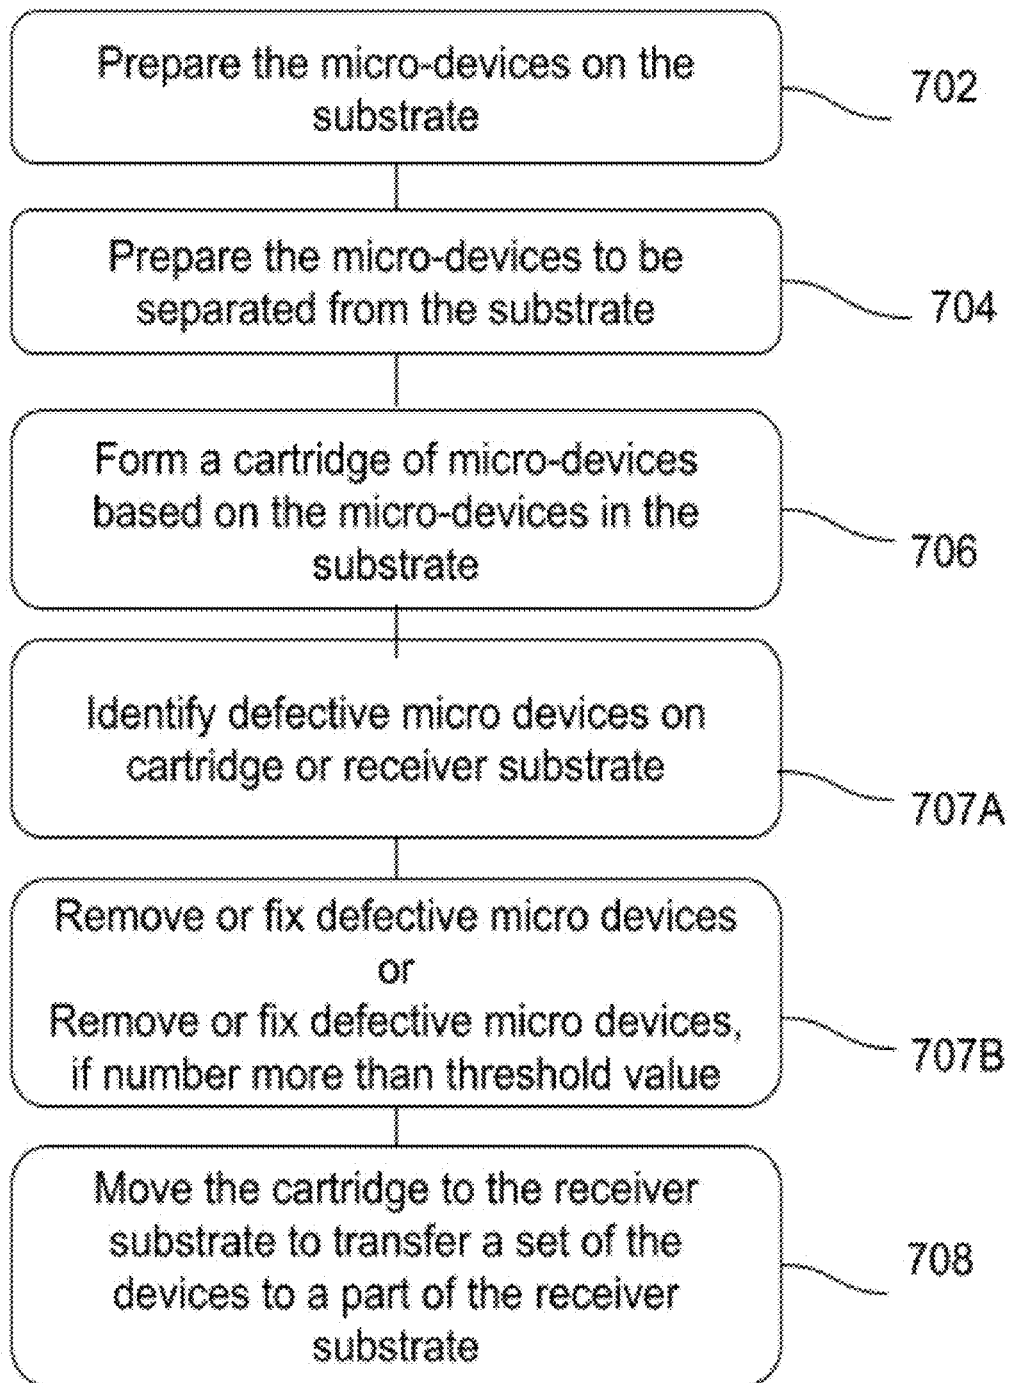 Prepare the micro-devices on the
substrate
702
Prepare the micro-devices to be
separated from the substrate
704
Form a cartridge of micro-devices
based on the micro-devices in the
substrate
706
Identify defective micro devices on
cartridge or receiver substrate
707A
Remove or fix defective micro devices
or
Remove or fix defective micro devices,
if number more than threshold value
707B
Move the cartridge to the receiver
substrate to transfer a set of the
devices to a part of the receiver
substrate
708